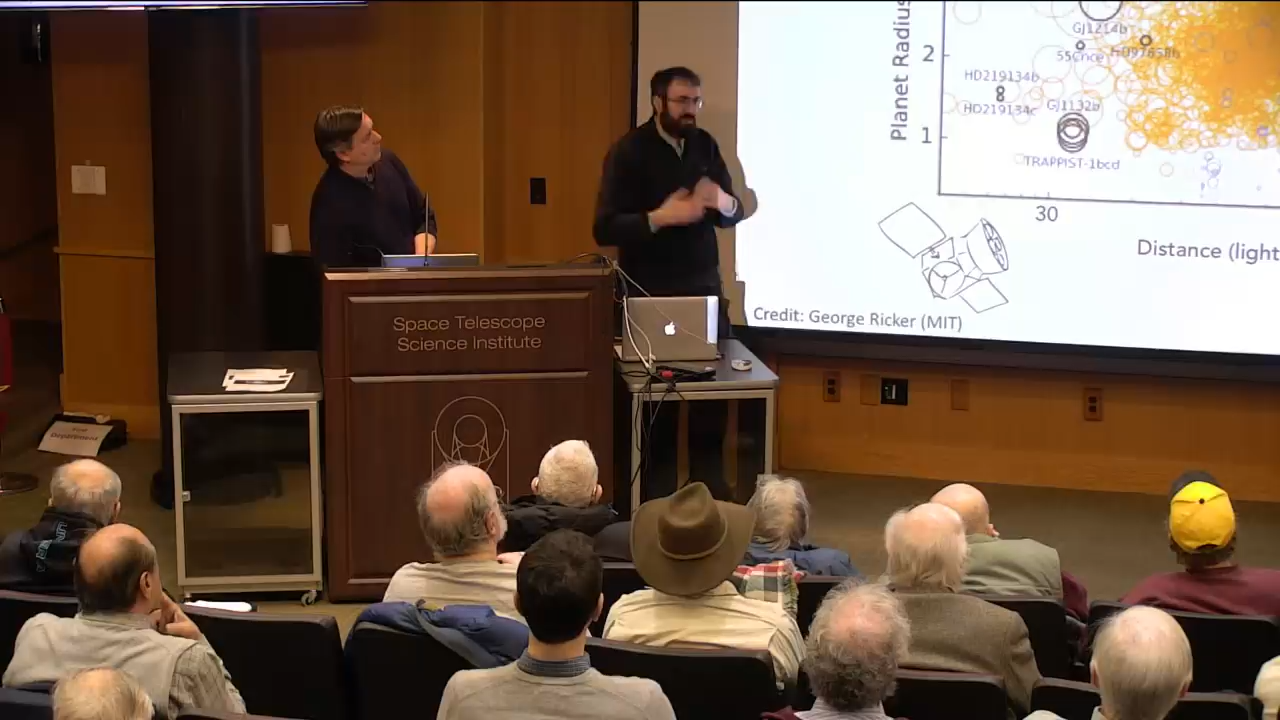 Planet Radius
2
1
GJ1214b
55Cnce
HD97658b
HD219134b
HD219134c
GJ1132b
TRAPPIST-1bcd
30
Distance (light
Credit: George Ricker (MIT)
Space Telescope
Science Institute